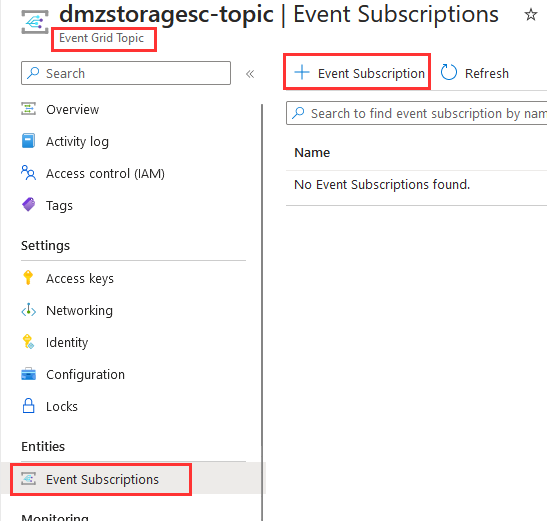 dmzstoragesc-topic | Event Subscriptions
Event Grid Topic
Search
Overview
Activity log
Access control (IAM)
Tags
Settings
Access keys
Networking
Identity
Configuration
Locks
Entities
Event Subscriptions
Monitoring
Event Subscription
Refresh
Search to find event subscription by nam
Name
No Event Subscriptions found.